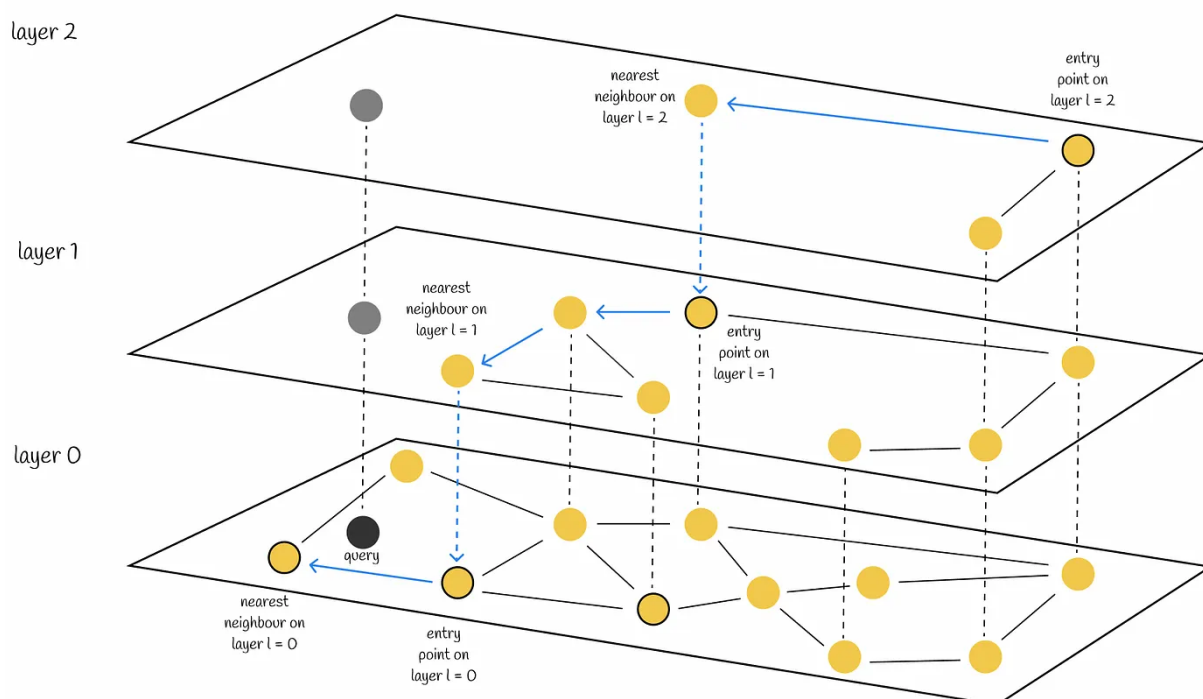 layer 2
entry
point on
layer l = 2
nearest
neighbour on
layer l = 2
layer 1
nearest
neighbour on
layer l = 1
entry
point on
layer l = 1
layer 0
query
nearest
neighbour on
layer l = 0
entry
point on
layer l = 0